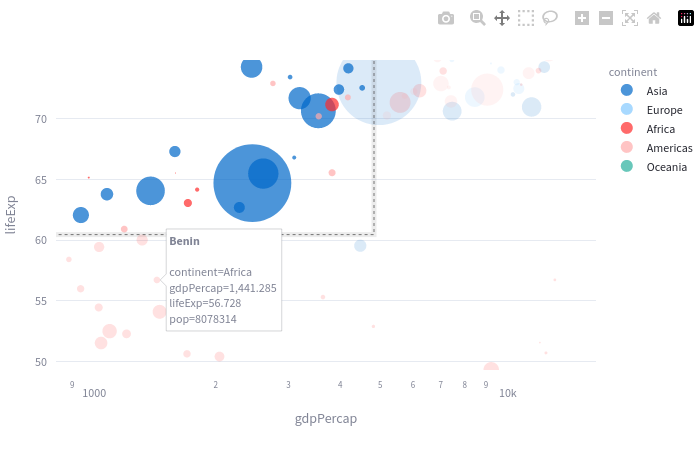 continent
Asia
Europe
Africa
Americas
Oceania
lifeExp
70
65
60
55
50
Benin
continent=Africa
gdpPercap=1,441.285
lifeExp=56.728
pop=8078314
9 1000 2 3 4 5 6 7 8 9 10k
gdpPercap